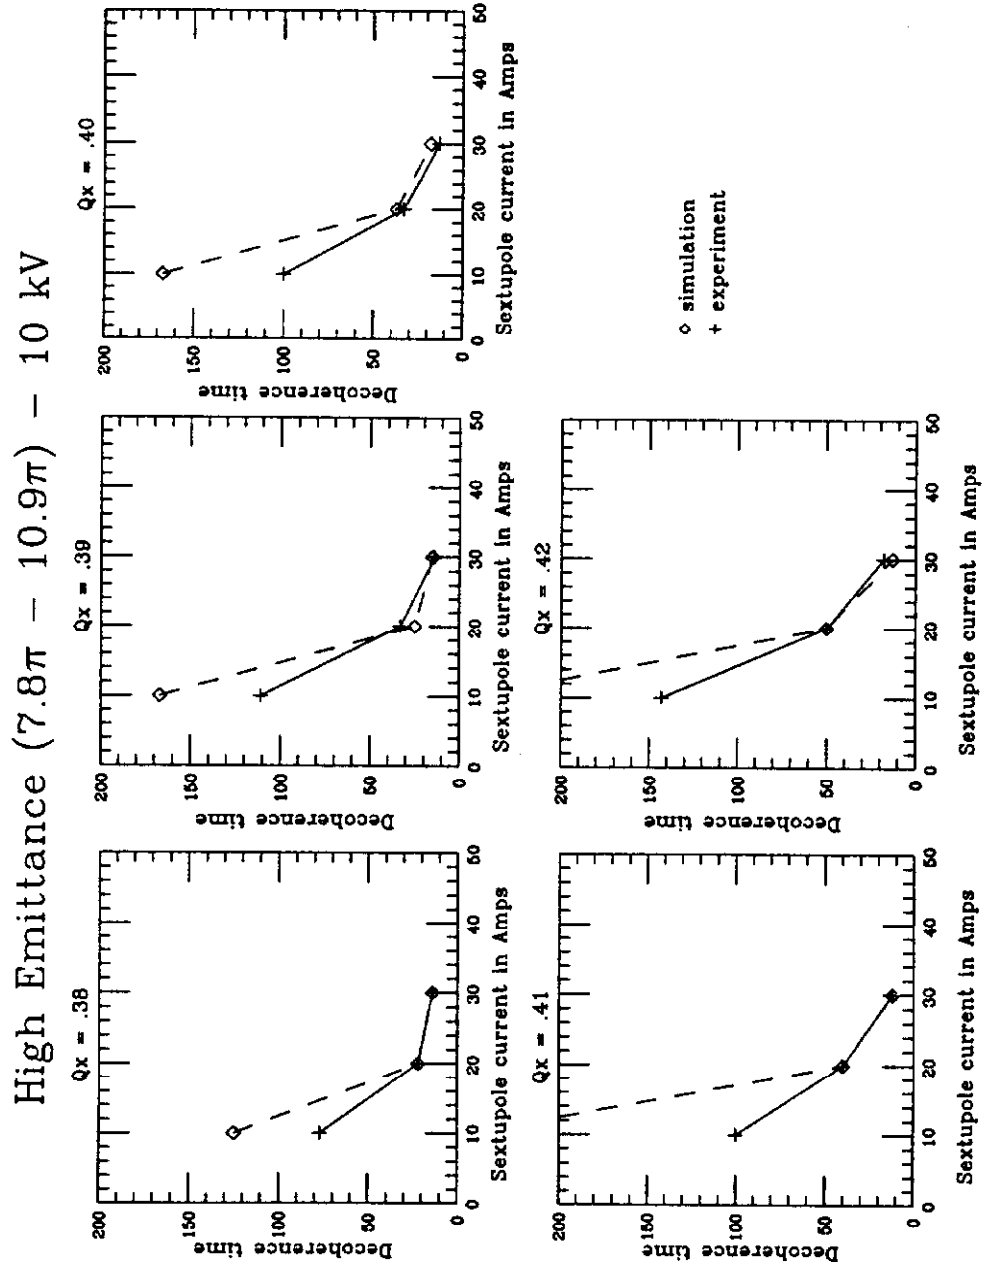 High Emittance (7.8π − 10.9π) − 10 kV
Qx = .38
200
150
100
50
0
Decoherence time
0 10 20 30 40 50
Sextupole current in Amps
Qx = .39
200
150
100
50
0
Decoherence time
0 10 20 30 40 50
Sextupole current in Amps
Qx = .40
200
150
100
50
0
Decoherence time
0 10 20 30 40 50
Sextupole current in Amps
Qx = .41
200
150
100
50
0
Decoherence time
0 10 20 30 40 50
Sextupole current in Amps
Qx = .42
200
150
100
50
0
Decoherence time
0 10 20 30 40 50
Sextupole current in Amps
◇ simulation
+ experiment